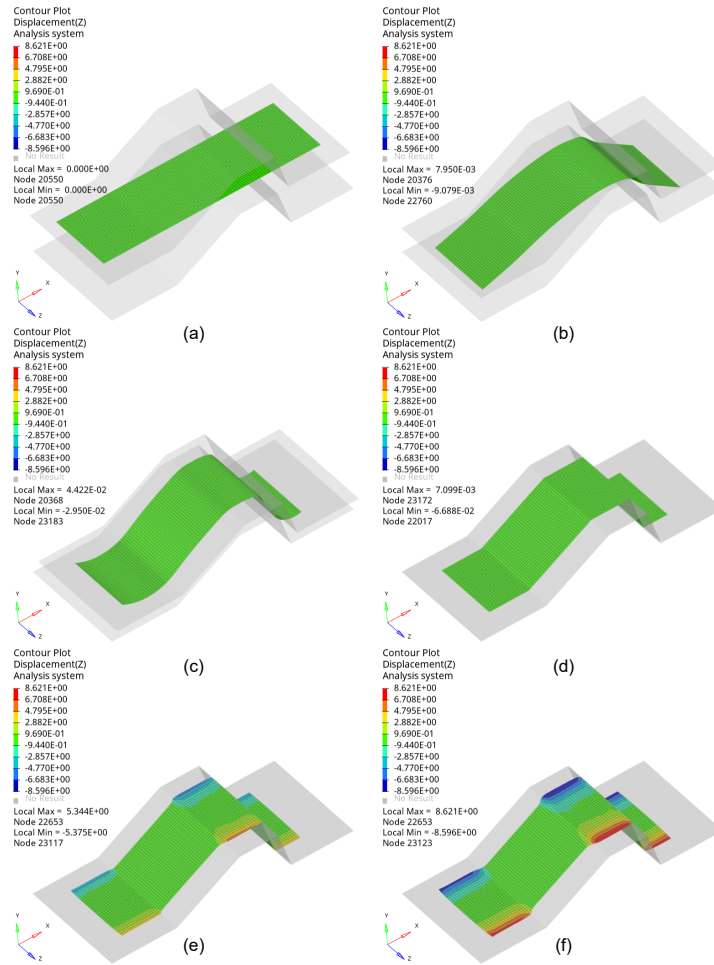 Contour Plot
Displacement(Z)
Analysis system
8.621E+00
6.708E+00
4.795E+00
2.882E+00
9.690E-01
-9.440E-01
-2.857E+00
-4.770E+00
-6.683E+00
-8.596E+00
No Result
Local Max = 0.000E+00
Node 20550
Local Min = 0.000E+00
Node 20550
Y
X
Z
(a)
Contour Plot
Displacement(Z)
Analysis system
8.621E+00
6.708E+00
4.795E+00
2.882E+00
9.690E-01
-9.440E-01
-2.857E+00
-4.770E+00
-6.683E+00
-8.596E+00
No Result
Local Max = 7.950E-03
Node 20376
Local Min = -9.079E-03
Node 22760
Y
X
Z
(b)
Contour Plot
Displacement(Z)
Analysis system
8.621E+00
6.708E+00
4.795E+00
2.882E+00
9.690E-01
-9.440E-01
-2.857E+00
-4.770E+00
-6.683E+00
-8.596E+00
No Result
Local Max = 4.422E-02
Node 20368
Local Min = -2.950E-02
Node 23183
Y
X
Z
(c)
Contour Plot
Displacement(Z)
Analysis system
8.621E+00
6.708E+00
4.795E+00
2.882E+00
9.690E-01
-9.440E-01
-2.857E+00
-4.770E+00
-6.683E+00
-8.596E+00
No Result
Local Max = 7.099E-03
Node 23172
Local Min = -6.688E-02
Node 22017
Y
X
Z
(d)
Contour Plot
Displacement(Z)
Analysis system
8.621E+00
6.708E+00
4.795E+00
2.882E+00
9.690E-01
-9.440E-01
-2.857E+00
-4.770E+00
-6.683E+00
-8.596E+00
No Result
Local Max = 5.344E+00
Node 22653
Local Min = -5.375E+00
Node 23117
Y
X
Z
(e)
Contour Plot
Displacement(Z)
Analysis system
8.621E+00
6.708E+00
4.795E+00
2.882E+00
9.690E-01
-9.440E-01
-2.857E+00
-4.770E+00
-6.683E+00
-8.596E+00
No Result
Local Max = 8.621E+00
Node 22653
Local Min = -8.596E+00
Node 23123
Y
X
Z
(f)